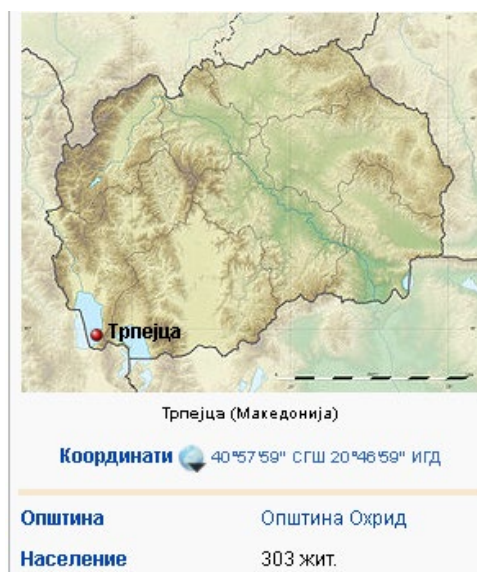 Трпејца
Трпејца (Македонија)
Координати 40°57′59″ СГШ 20°46′59″ ИГД
Општина Општина Охрид
Население 303 жит.